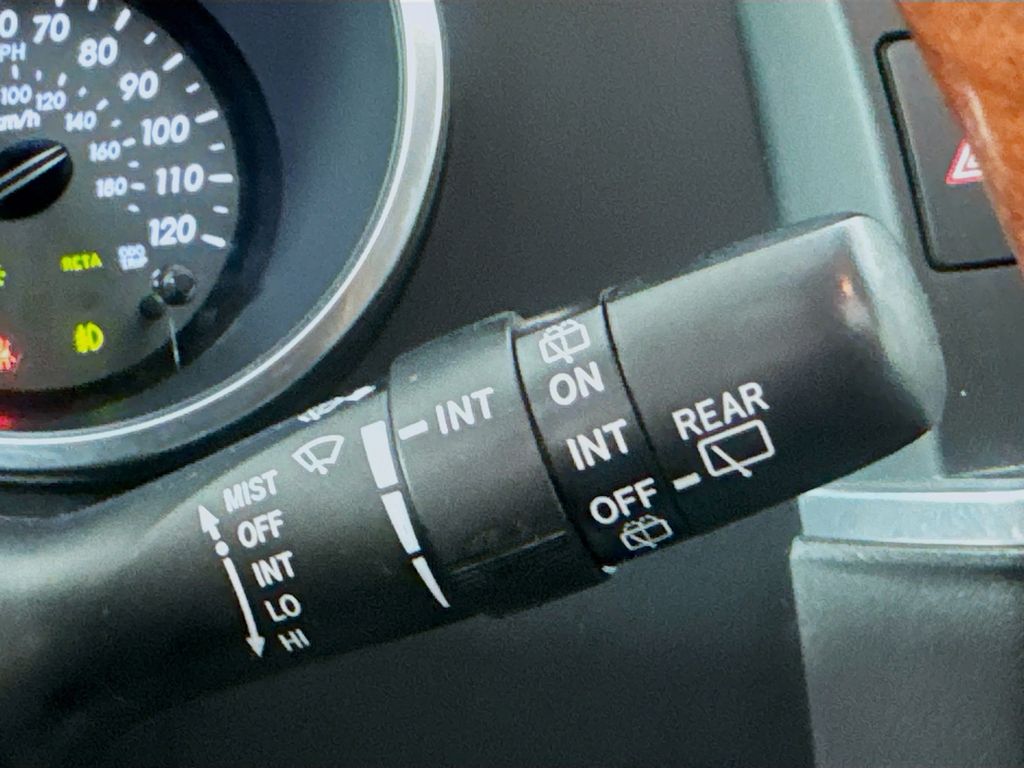 70
80
90
100
110
120
100
120
140
160
180
km/h
INT
ON
INT
OFF
REAR
MIST
OFF
INT
LO
HI